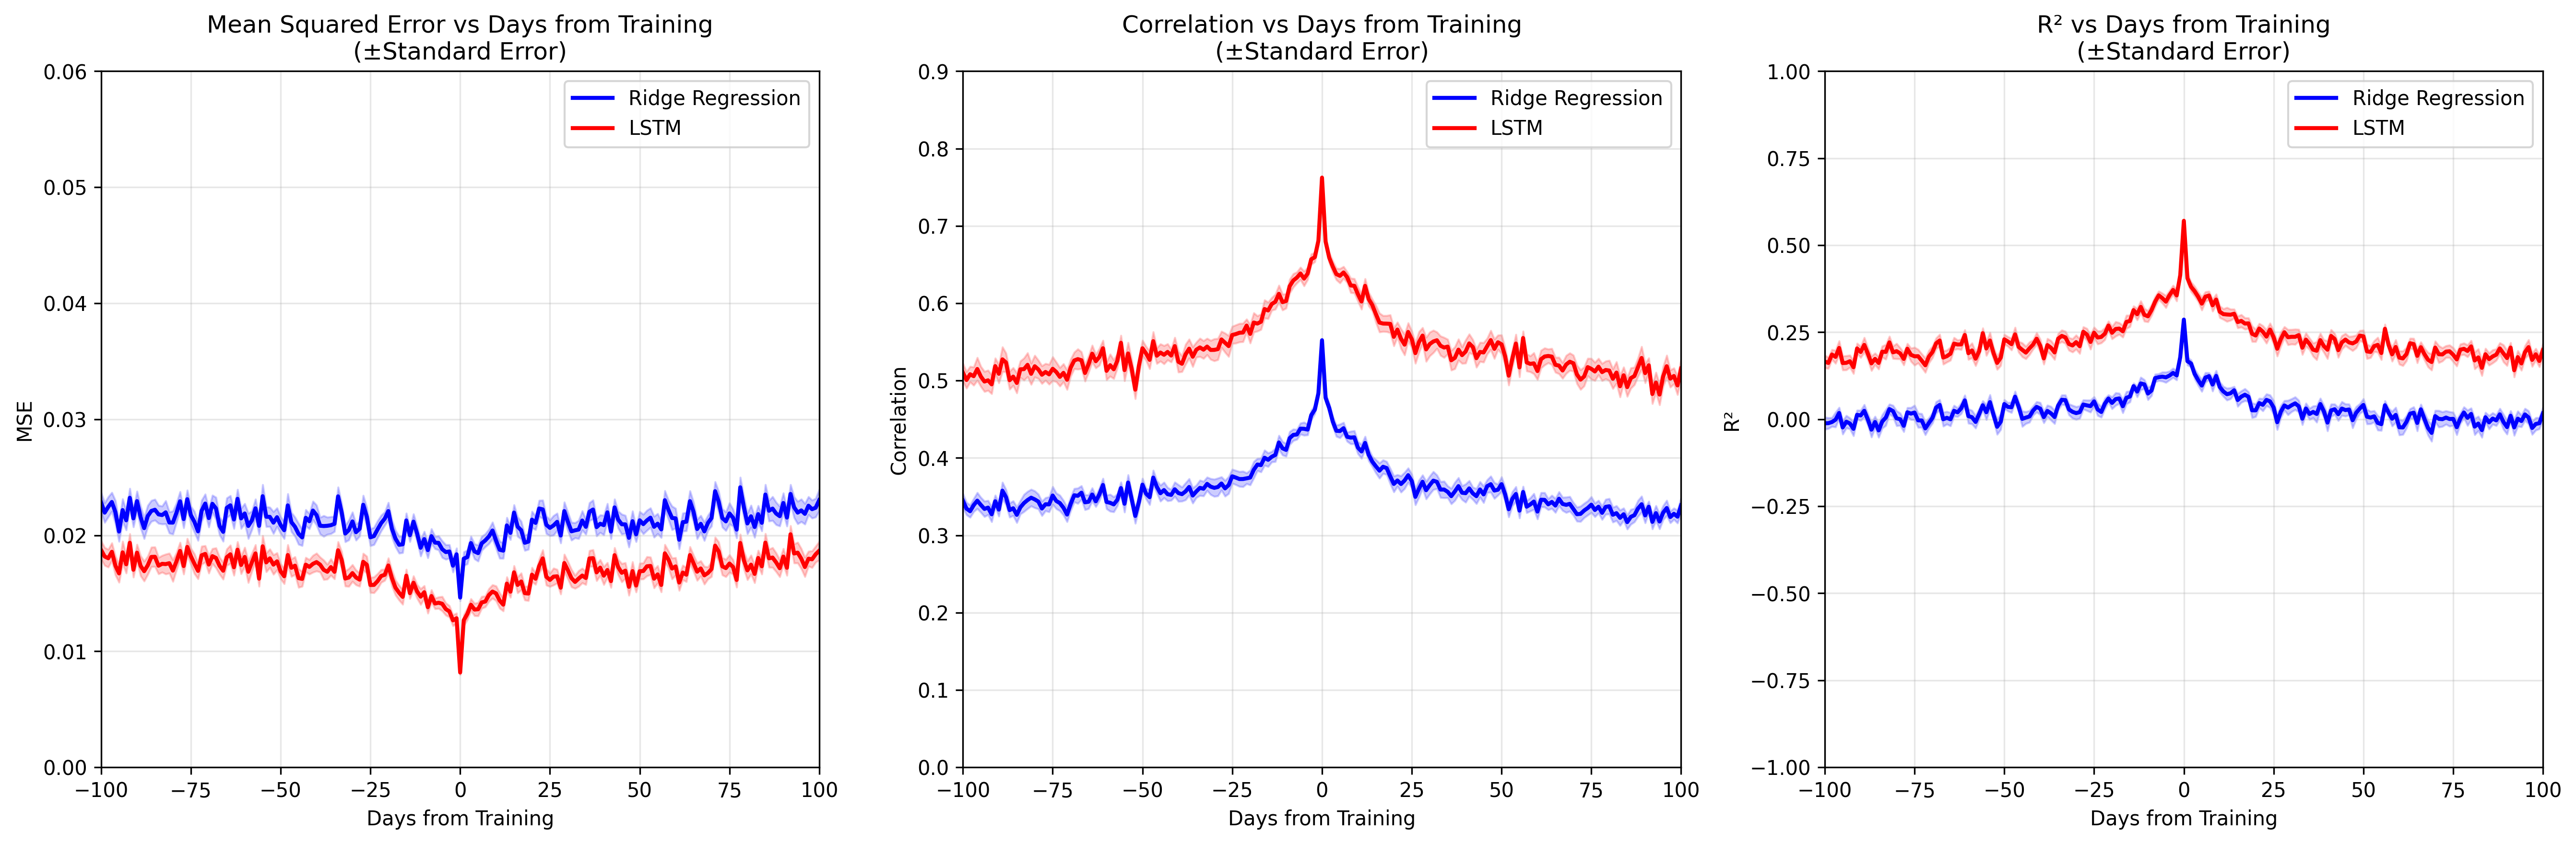 Mean Squared Error vs Days from Training
(±Standard Error)
0.06
0.05
0.04
0.03
0.02
0.01
0.00
MSE
−100
−75
−50
−25
0
25
50
75
100
Days from Training
Ridge Regression
LSTM
Correlation vs Days from Training
(±Standard Error)
0.9
0.8
0.7
0.6
0.5
0.4
0.3
0.2
0.1
0.0
Correlation
−100
−75
−50
−25
0
25
50
75
100
Days from Training
Ridge Regression
LSTM
R² vs Days from Training
(±Standard Error)
1.00
0.75
0.50
0.25
0.00
−0.25
−0.50
−0.75
−1.00
R²
−100
−75
−50
−25
0
25
50
75
100
Days from Training
Ridge Regression
LSTM